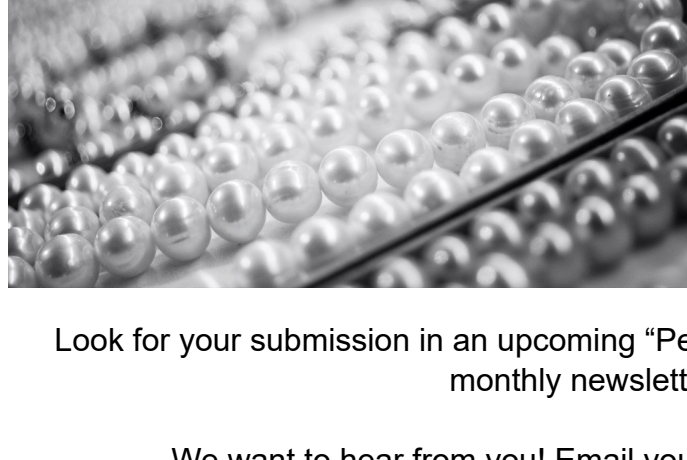 Look for your submission in an upcoming “Pe
monthly newslett
We want to hear from you! Email you